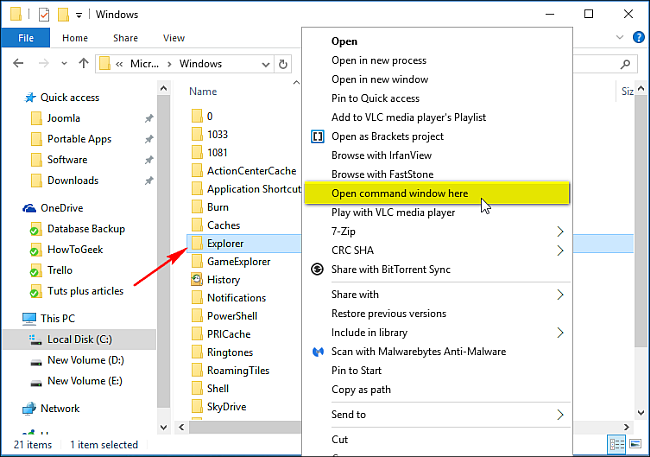 Windows
File
Home
Share
View
Micr...
Windows
Quick access
Joomla
Portable Apps
Software
Downloads
OneDrive
Database Backup
HowToGeek
Trello
Tuts plus articles
This PC
Local Disk (C:)
New Volume (D:)
New Volume (E:)
Network
Name
0
1033
1081
ActionCenterCache
Application Shortcut
Burn
Caches
Explorer
GameExplorer
History
Notifications
PowerShell
PRICache
Ringtones
RoamingTiles
Shell
SkyDrive
Siz
Open
Open in new process
Open in new window
Pin to Quick access
Add to VLC media player's Playlist
Open as Brackets project
Browse with IrfanView
Browse with FastStone
Open command window here
Play with VLC media player
7-Zip
CRC SHA
Share with BitTorrent Sync
Share with
Restore previous versions
Include in library
Scan with Malwarebytes Anti-Malware
Pin to Start
Copy as path
Send to
Cut
21 items
1 item selected